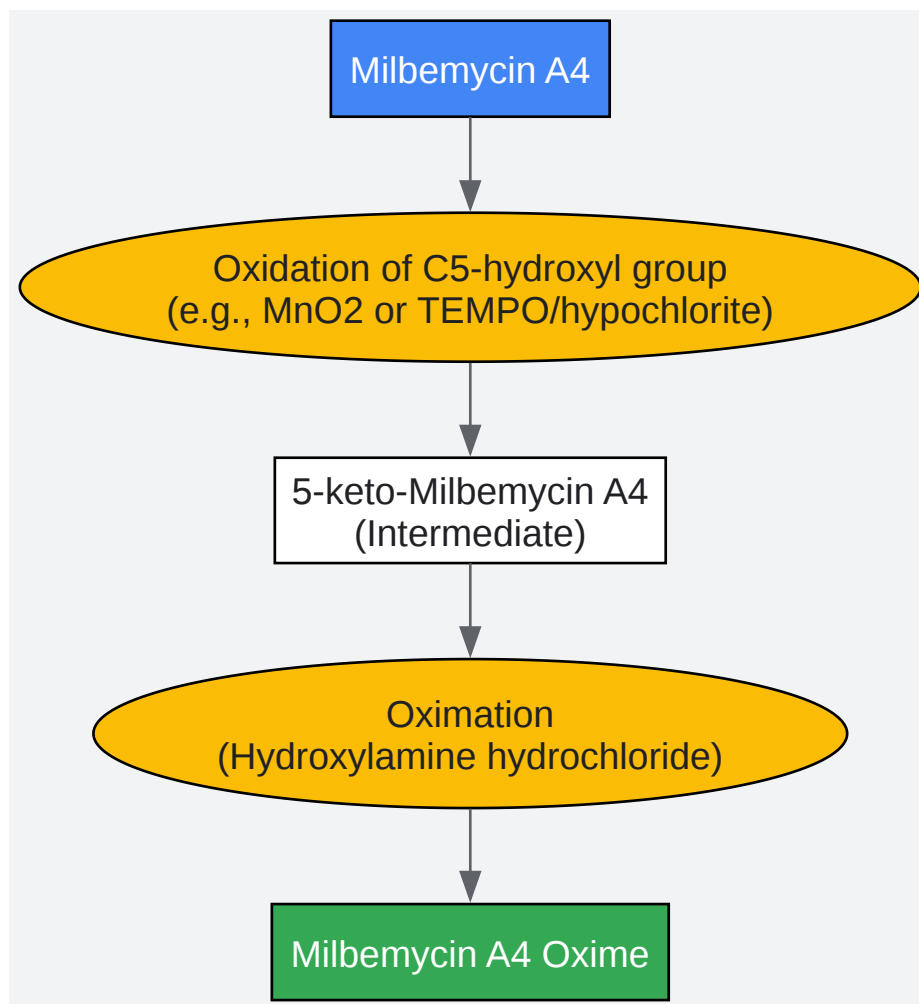 Milbemycin A4
Oxidation of C5-hydroxyl group
(e.g., MnO2 or TEMPO/hypochlorite)
5-keto-Milbemycin A4
(Intermediate)
Oximation
(Hydroxylamine hydrochloride)
Milbemycin A4 Oxime